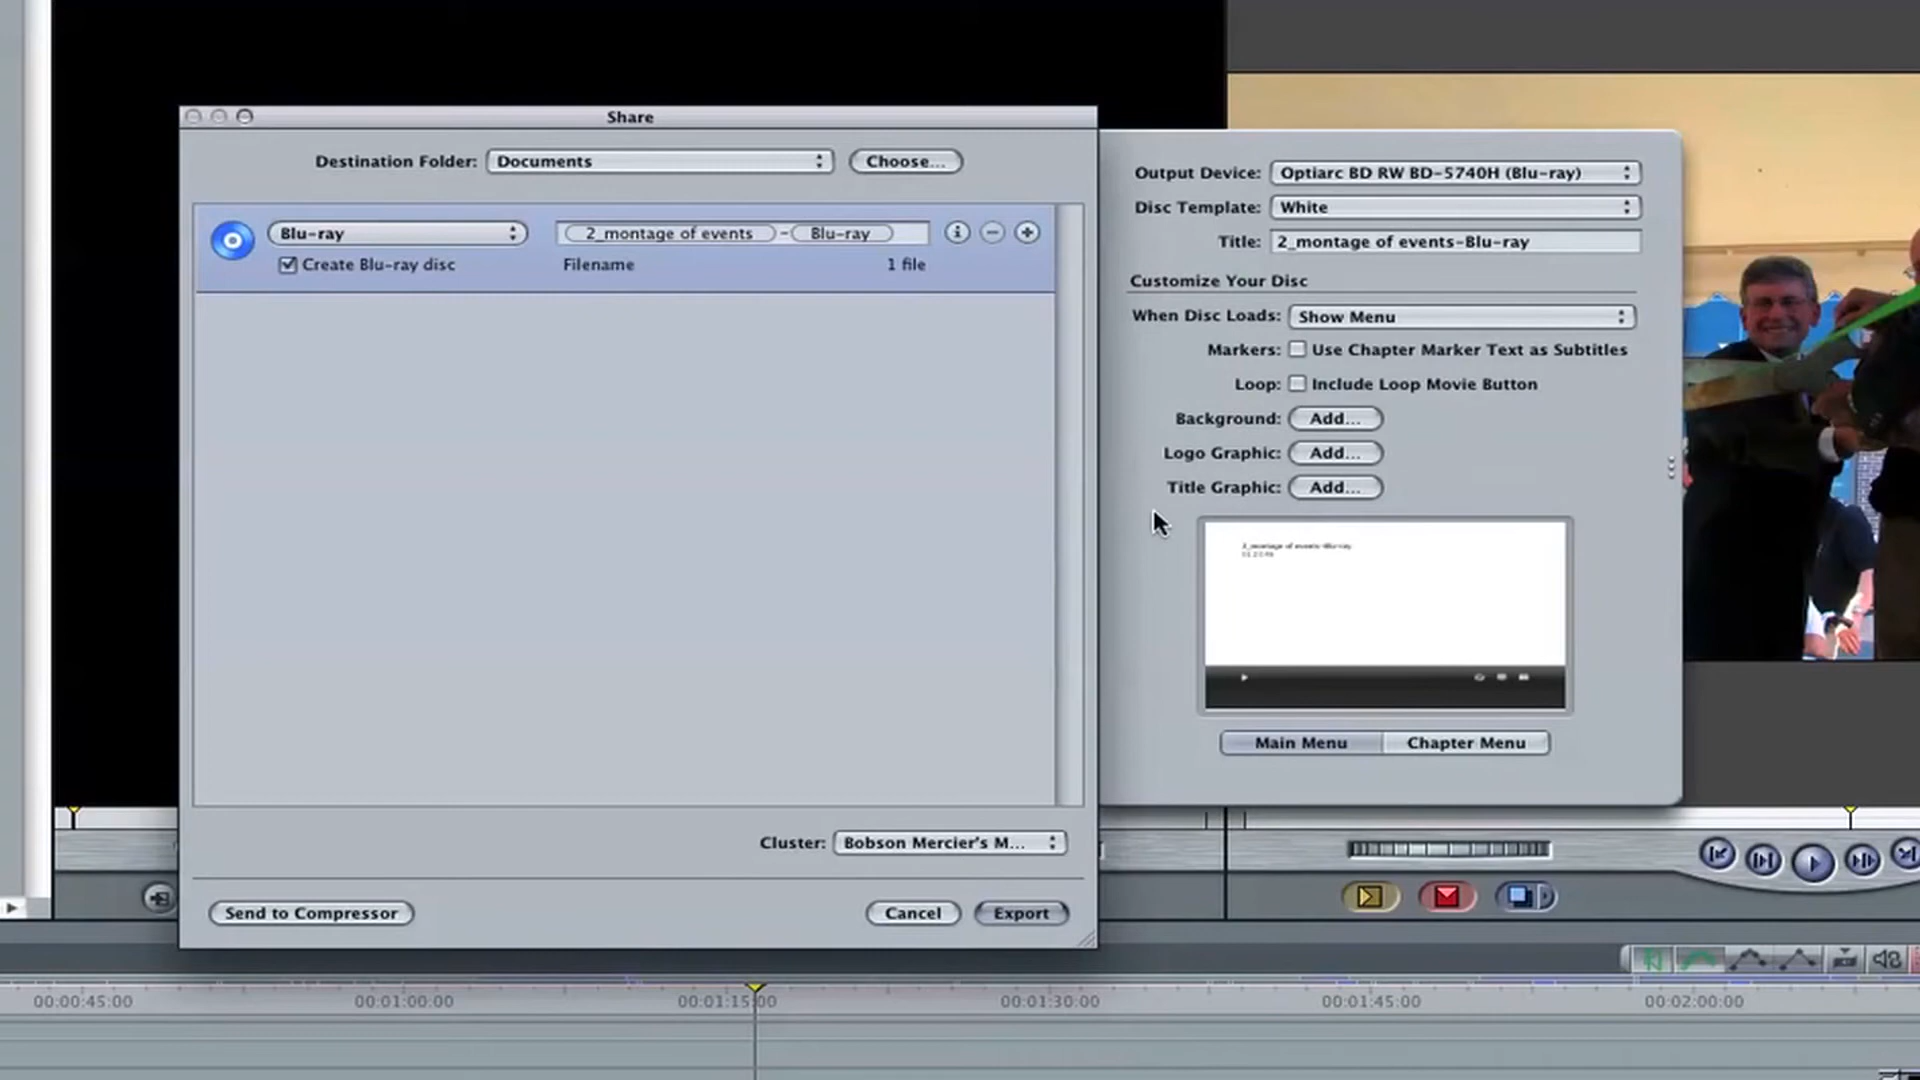 Share
Destination Folder: Documents Choose...
Blu-ray 2_montage of events - Blu-ray
Create Blu-ray disc Filename 1 file
Output Device: Optiarc BD RW BD-5740H (Blu-ray)
Disc Template: White
Title: 2_montage of events-Blu-ray
Customize Your Disc
When Disc Loads: Show Menu
Markers: Use Chapter Marker Text as Subtitles
Loop: Include Loop Movie Button
Background: Add...
Logo Graphic: Add...
Title Graphic: Add...
2_montage of events-Blu-ray
Main Menu Chapter Menu
Cluster: Bobson Mercier's M...
Send to Compressor Cancel Export
00:00:45:00 00:01:00:00 00:01:15:00 00:01:30:00 00:01:45:00 00:02:00:00